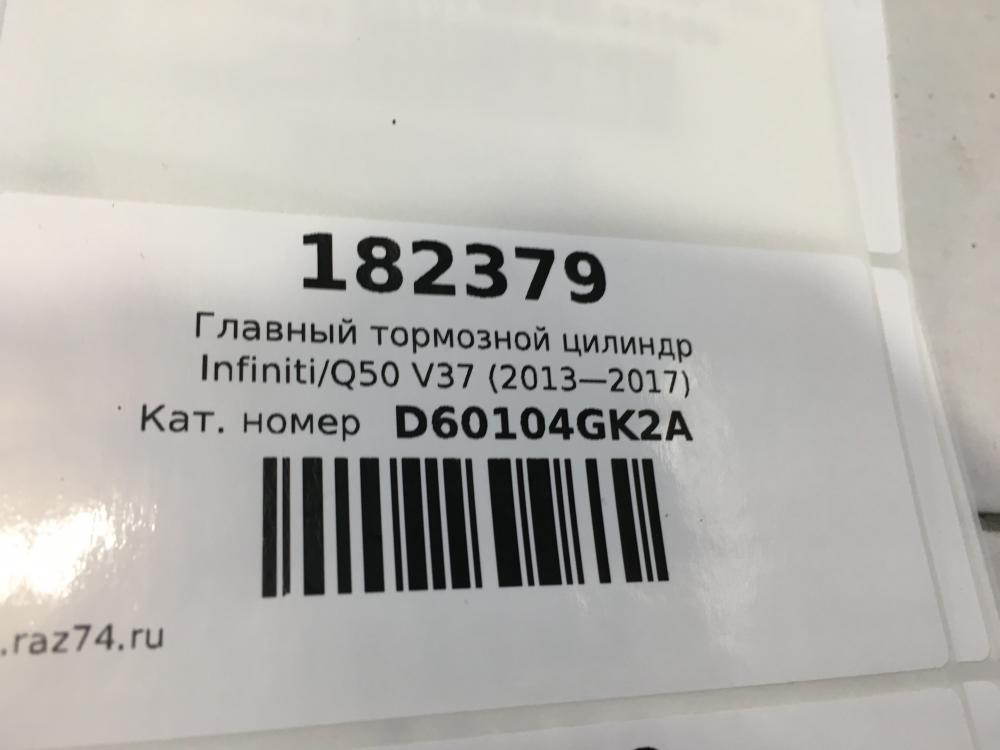 182379
Главный тормозной цилиндр
Infiniti/Q50 V37 (2013—2017)
Кат. номер D60104GK2A
.raz74.ru